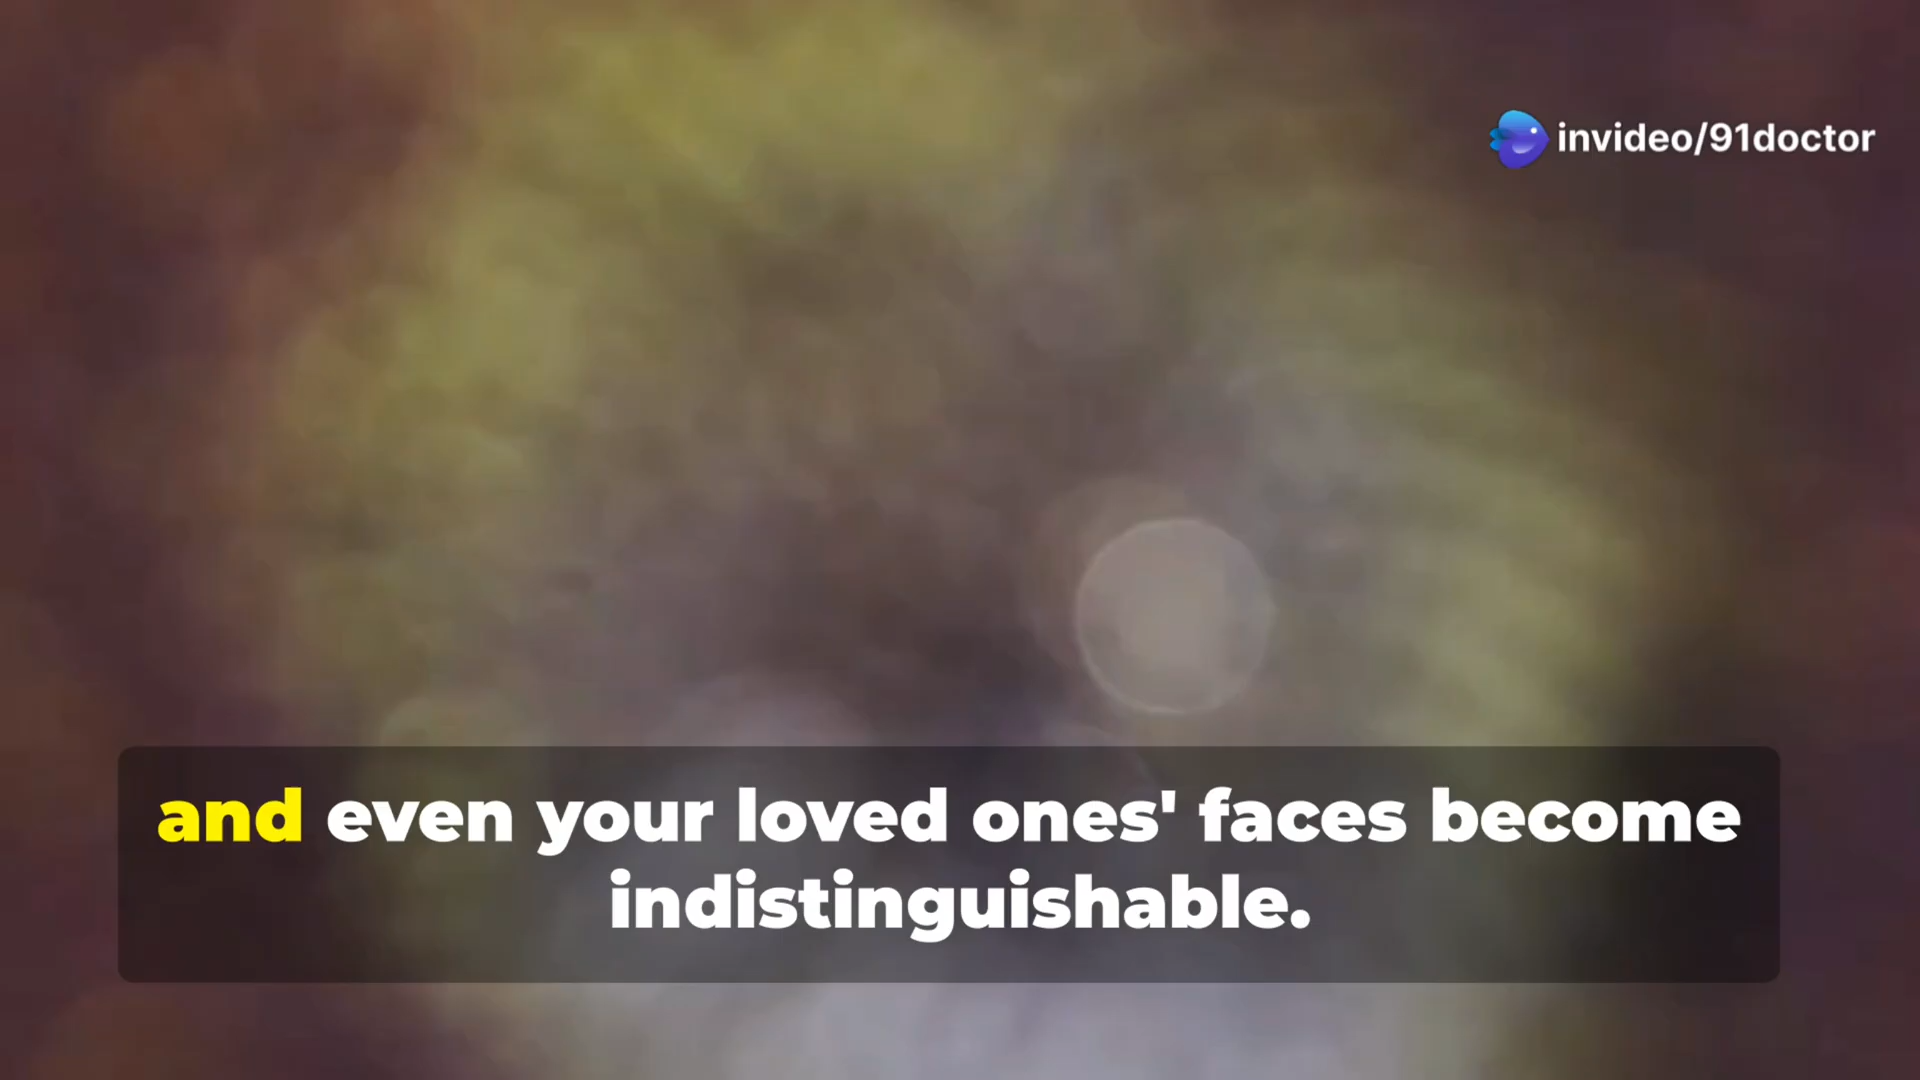 invideo/91doctor
and even your loved ones' faces become
indistinguishable.